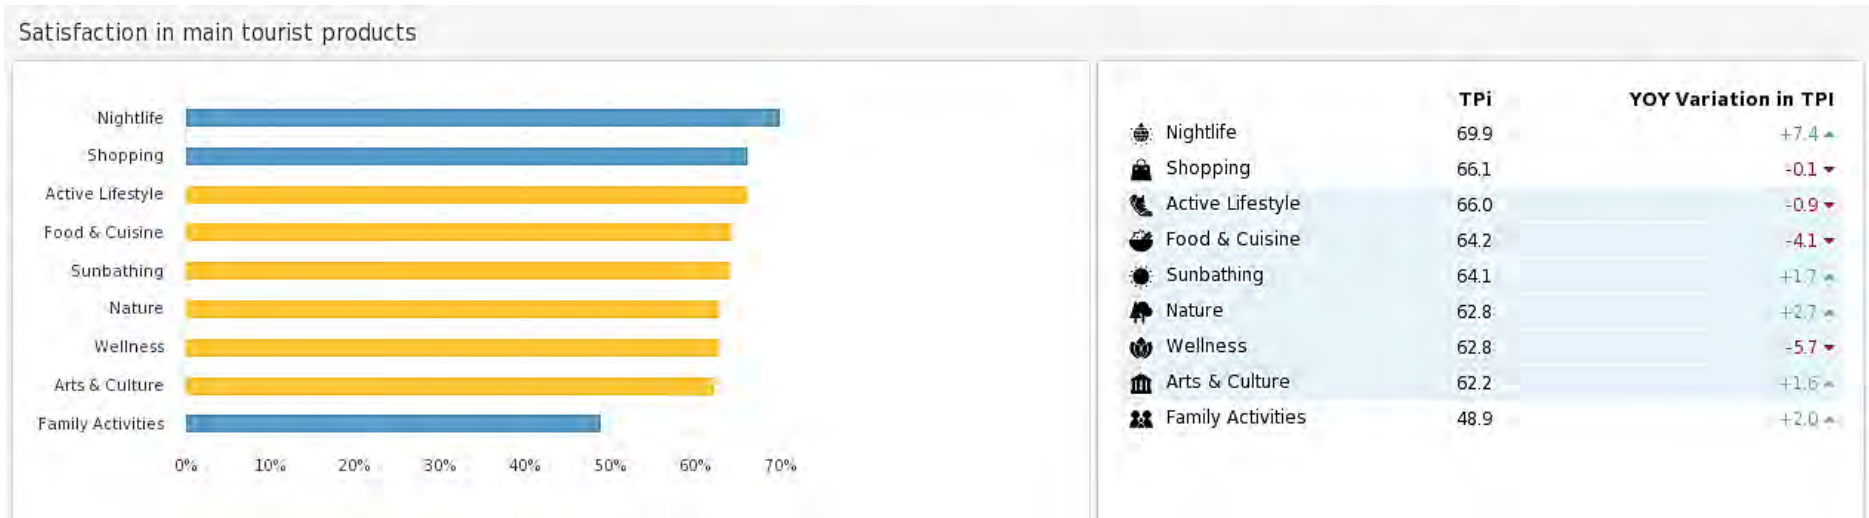 Satisfaction in main tourist products
Nightlife
Shopping
Active Lifestyle
Food & Cuisine
Sunbathing
Nature
Wellness
Arts & Culture
Family Activities
0% 10% 20% 30% 40% 50% 60% 70%
TPi YOY Variation in TPI
Nightlife 69.9 +7.4
Shopping 66.1 -0.1
Active Lifestyle 66.0 -0.9
Food & Cuisine 64.2 -4.1
Sunbathing 64.1 +1.7
Nature 62.8 +2.7
Wellness 62.8 -5.7
Arts & Culture 62.2 +1.6
Family Activities 48.9 +2.0